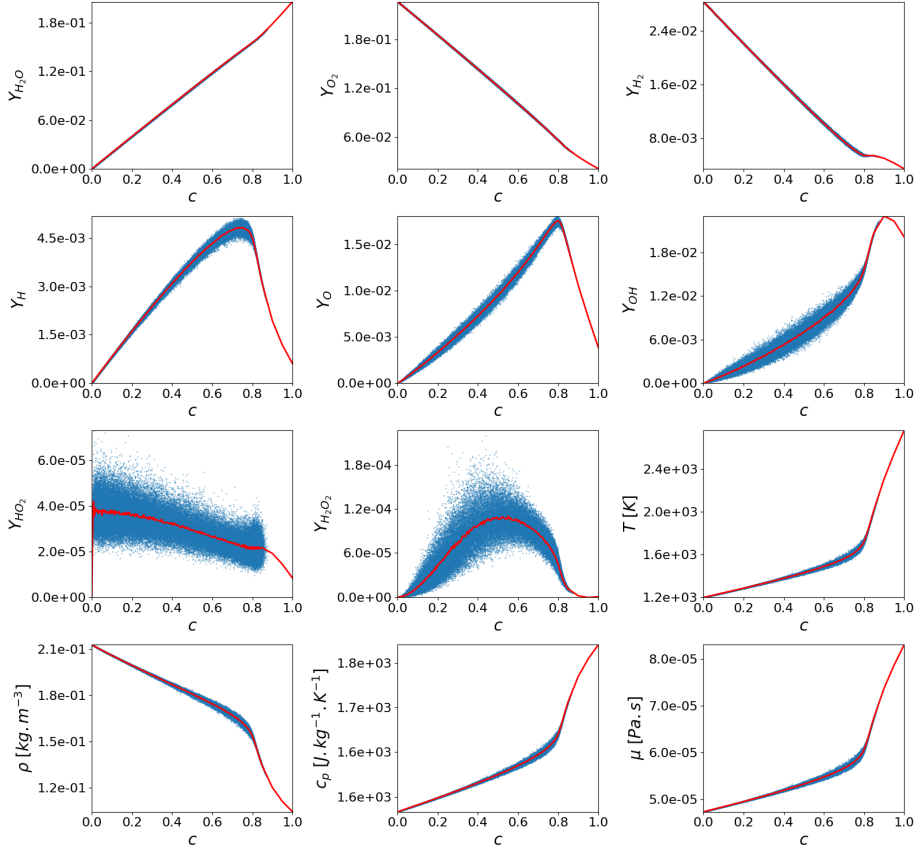 Y_{H_2O}
1.8e-01
1.2e-01
6.0e-02
0.0e+00
0.0 0.2 0.4 0.6 0.8 1.0
c
Y_{O_2}
1.8e-01
1.2e-01
6.0e-02
0.0 0.2 0.4 0.6 0.8 1.0
c
Y_{H_2}
2.4e-02
1.6e-02
8.0e-03
0.0 0.2 0.4 0.6 0.8 1.0
c
Y_H
4.5e-03
3.0e-03
1.5e-03
0.0e+00
0.0 0.2 0.4 0.6 0.8 1.0
c
Y_O
1.5e-02
1.0e-02
5.0e-03
0.0e+00
0.0 0.2 0.4 0.6 0.8 1.0
c
Y_{OH}
1.8e-02
1.2e-02
6.0e-03
0.0e+00
0.0 0.2 0.4 0.6 0.8 1.0
c
Y_{HO_2}
6.0e-05
4.0e-05
2.0e-05
0.0e+00
0.0 0.2 0.4 0.6 0.8 1.0
c
Y_{H_2O_2}
1.8e-04
1.2e-04
6.0e-05
0.0e+00
0.0 0.2 0.4 0.6 0.8 1.0
c
T [K]
2.4e+03
2.0e+03
1.6e+03
1.2e+03
0.0 0.2 0.4 0.6 0.8 1.0
c
ρ [kg.m^{-3}]
2.1e-01
1.8e-01
1.5e-01
1.2e-01
0.0 0.2 0.4 0.6 0.8 1.0
c
c_p [J.kg^{-1}.K^{-1}]
1.8e+03
1.7e+03
1.6e+03
1.6e+03
0.0 0.2 0.4 0.6 0.8 1.0
c
μ [Pa.s]
8.0e-05
7.0e-05
6.0e-05
5.0e-05
0.0 0.2 0.4 0.6 0.8 1.0
c